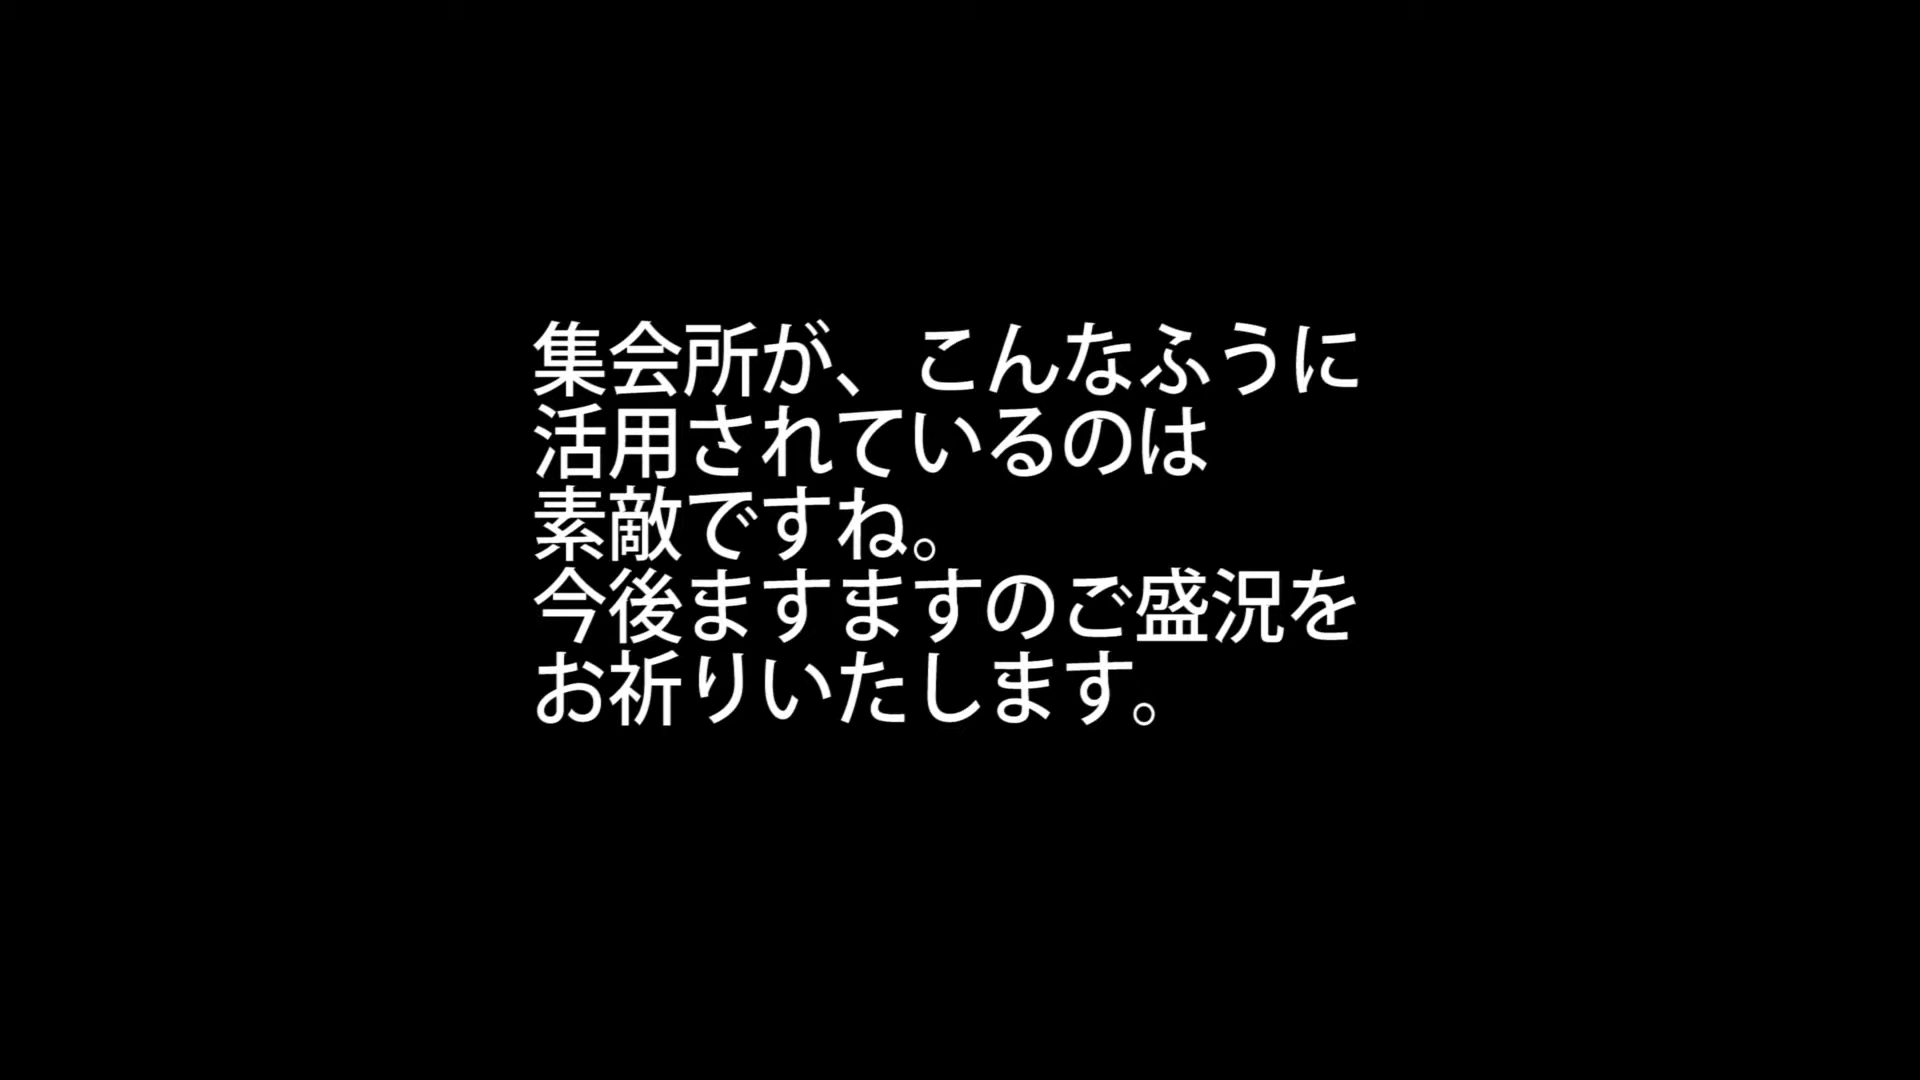 集会所が、こんなふうに
活用されているのは
素敵ですね。
今後ますますのご盛況を
お祈りいたします。